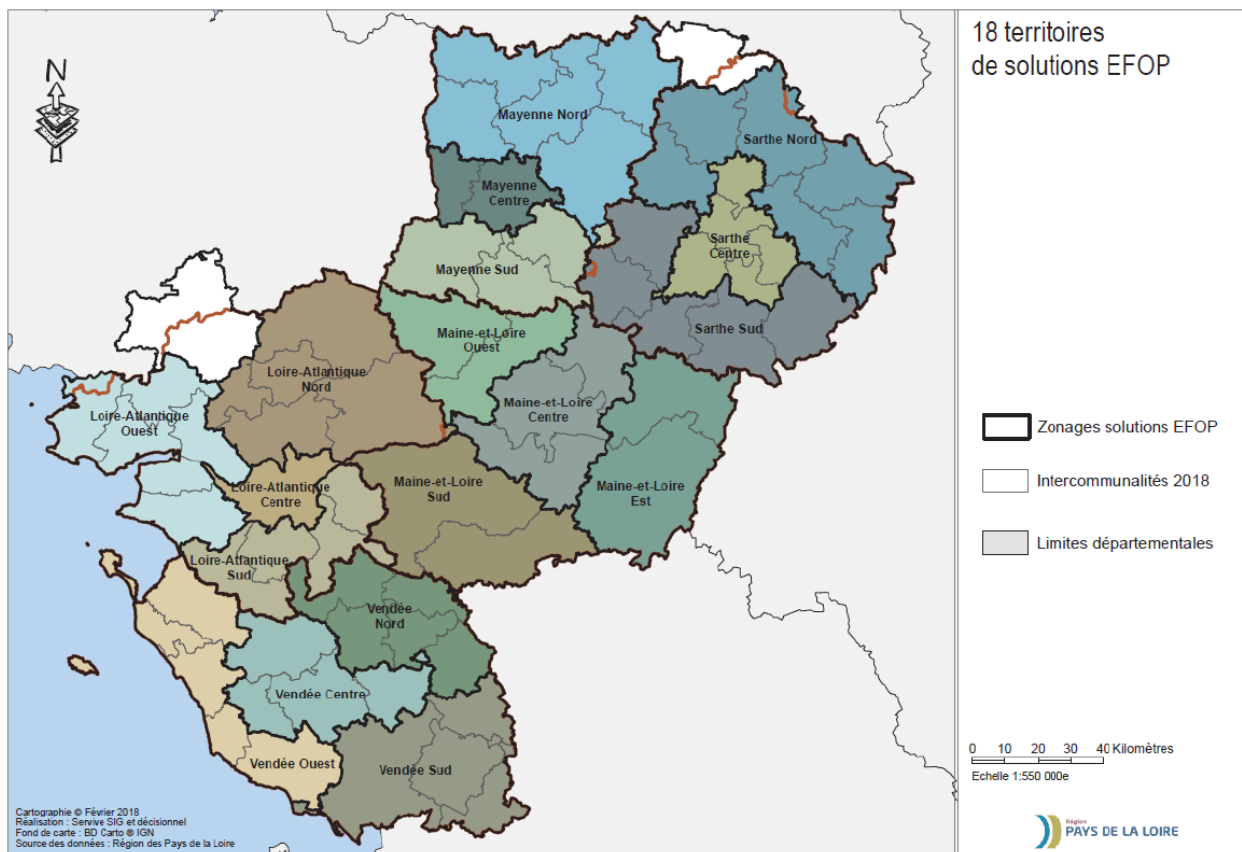 18 territoires
de solutions EFOP
N
Mayenne Nord
Sarthe Nord
Mayenne
Centre
Sarthe
Centre
Mayenne Sud
Sarthe Sud
Maine-et-Loire
Ouest
Loire-Atlantique
Nord
Maine-et-Loire
Centre
Loire-Atlantique
Ouest
Maine-et-Loire
Sud
Maine-et-Loire
Est
Loire-Atlantique
Centre
Loire-Atlantique
Sud
Vendée
Nord
Vendée Centre
Vendée Ouest
Vendée Sud
Zonages solutions EFOP
Intercommunalités 2018
Limites départementales
0 10 20 30 40 Kilomètres
Echelle 1:550 000e
Cartographie © Février 2018
Réalisation : Servive SIG et décisionnel
Fond de carte : BD Carto ® IGN
Source des données : Région des Pays de la Loire
Région
PAYS DE LA LOIRE